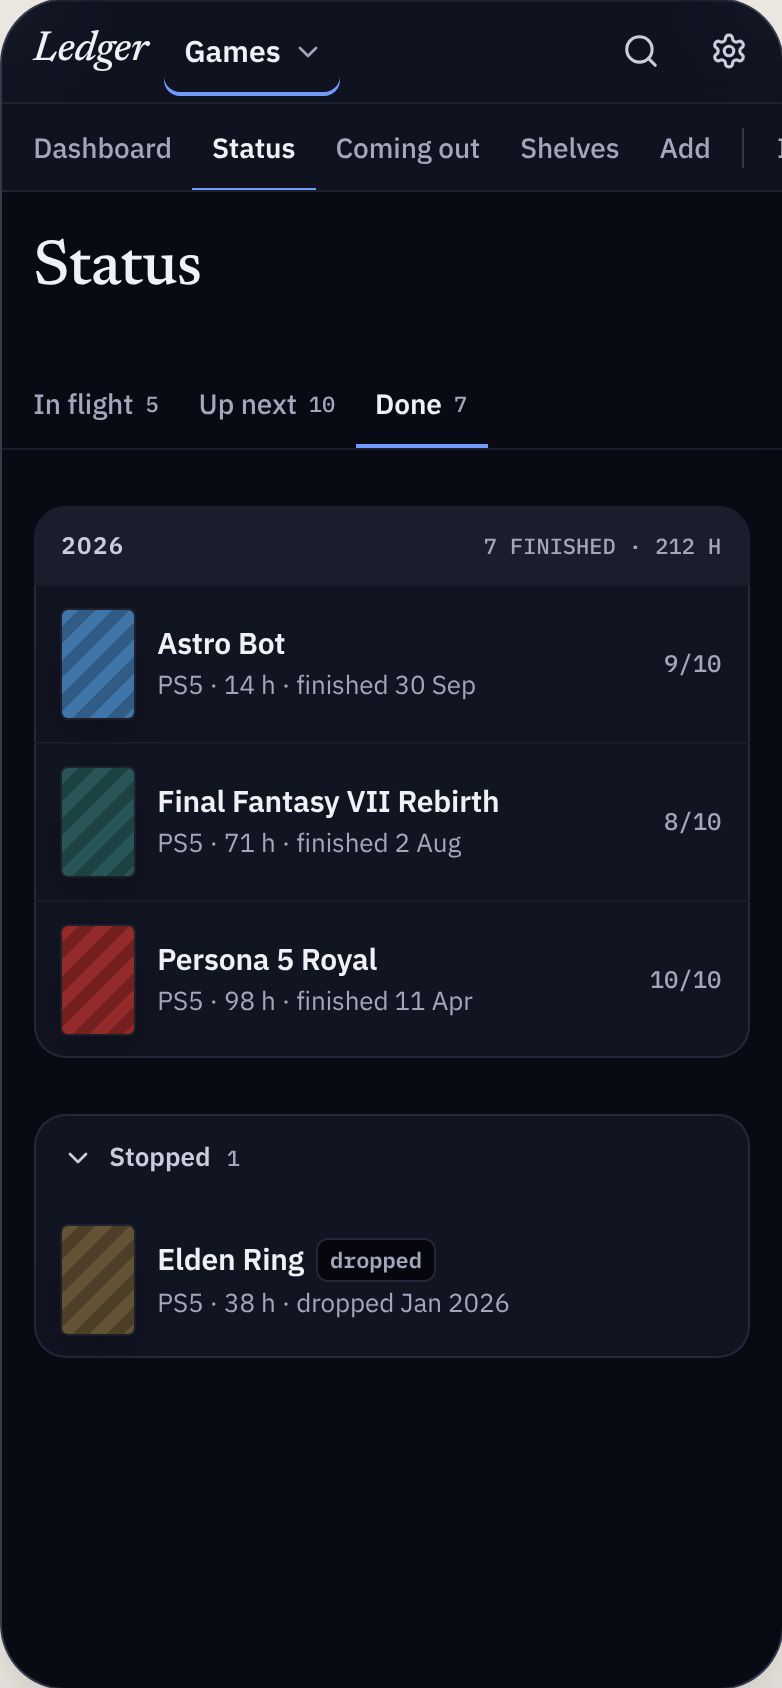 Ledger Games
Dashboard Status Coming out Shelves Add
Status
In flight 5 Up next 10 Done 7
2026 7 FINISHED · 212 H
Astro Bot
PS5 · 14 h · finished 30 Sep
9/10
Final Fantasy VII Rebirth
PS5 · 71 h · finished 2 Aug
8/10
Persona 5 Royal
PS5 · 98 h · finished 11 Apr
10/10
Stopped 1
Elden Ring dropped
PS5 · 38 h · dropped Jan 2026